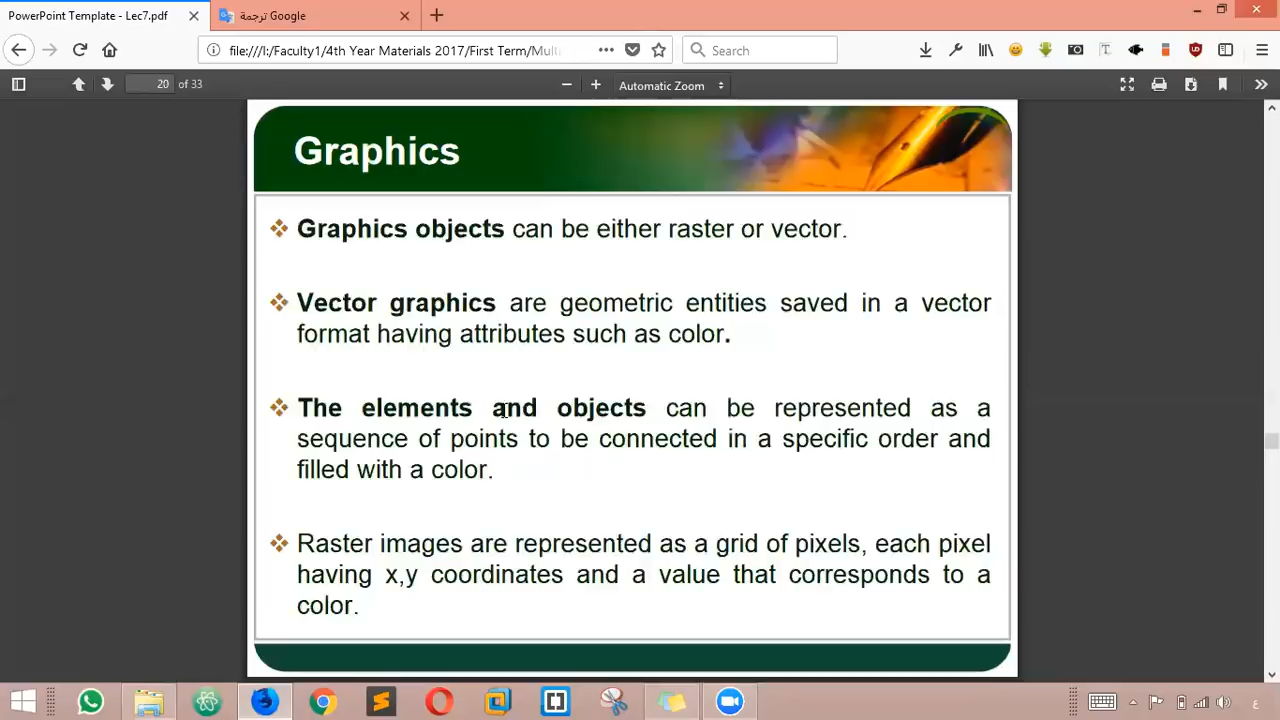 PowerPoint Template - Lec7.pdf
ترجمة Google
file:///I:/Faculty1/4th Year Materials 2017/First Term/Mult
Search
20 of 33
Automatic Zoom
Graphics
Graphics objects can be either raster or vector.
Vector graphics are geometric entities saved in a vector
format having attributes such as color.
The elements and objects can be represented as a
sequence of points to be connected in a specific order and
filled with a color.
Raster images are represented as a grid of pixels, each pixel
having x,y coordinates and a value that corresponds to a
color.
ع